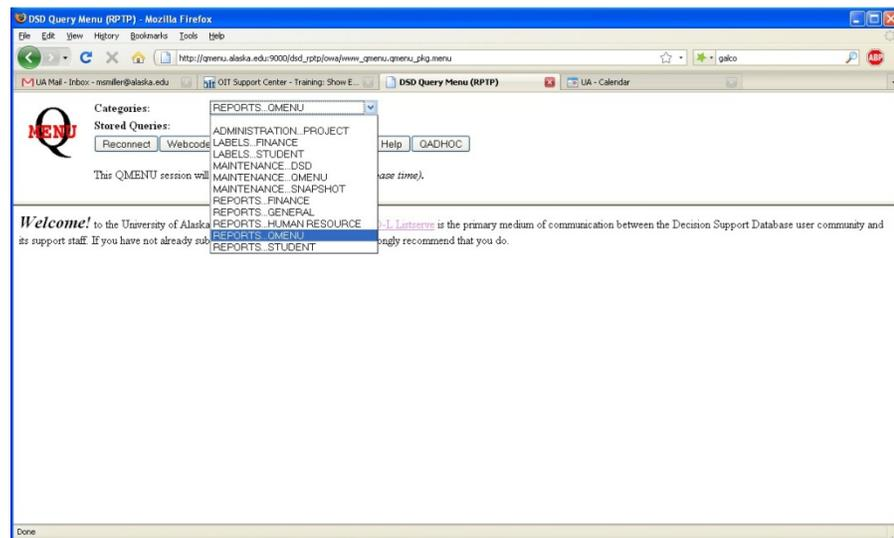 DSD Query Menu (RPTP) - Mozilla Firefox
File Edit View History Bookmarks Tools Help
http://qmenu.alaska.edu:9000/dsd_rptp/owa/www_qmenu.qmenu_pkg.menu
galco
ABP
UA Mail - Inbox - msmiller@alaska.edu
OIT Support Center - Training: Show E...
DSD Query Menu (RPTP)
UA - Calendar
Q
MENU
Categories:
REPORTS...QMENU
Stored Queries:
Reconnect Webcode Help QADHOC
This QMENU session will ase time).
ADMINISTRATION...PROJECT
LABELS...FINANCE
LABELS...STUDENT
MAINTENANCE...DSD
MAINTENANCE...QMENU
MAINTENANCE...SNAPSHOT
REPORTS...FINANCE
REPORTS...GENERAL
REPORTS...HUMAN RESOURCE
REPORTS...QMENU
REPORTS...STUDENT
Welcome! to the University of Alaska -L Listserve is the primary medium of communication between the Decision Support Database user community and
its support staff. If you have not already sub ongly recommend that you do.
Done